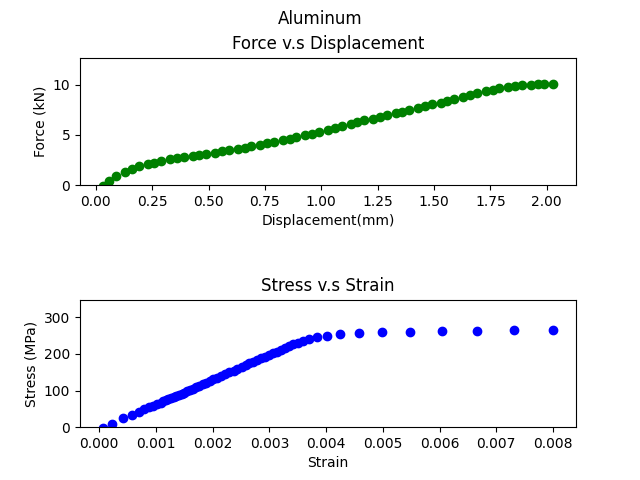 Aluminum
Force v.s Displacement
Force (kN)
10
5
0
0.00 0.25 0.50 0.75 1.00 1.25 1.50 1.75 2.00
Displacement(mm)
Stress v.s Strain
Stress (MPa)
300
200
100
0
0.000 0.001 0.002 0.003 0.004 0.005 0.006 0.007 0.008
Strain